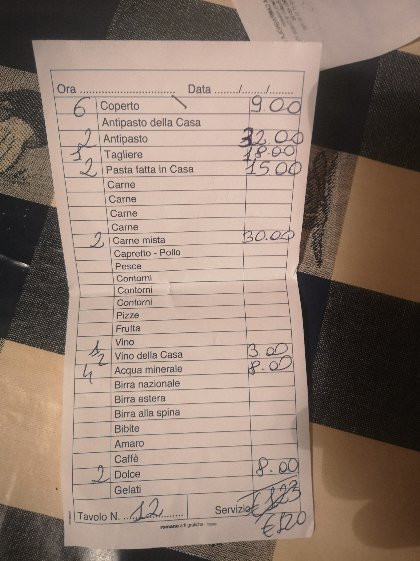 Ora ........................ Data ....../....../......
6 Coperto 9.00
Antipasto della Casa
2 Antipasto 32.00
1 Tagliere 18.00
2 Pasta fatta in Casa 15.00
Carne
Carne
Carne
Carne
2 Carne mista 30.00
Capretto - Pollo
Pesce
Contorni
Contorni
Contorni
Pizze
Frutta
Vino
1/2 Vino della Casa 3.00
4 Acqua minerale 8.00
Birra nazionale
Birra estera
Birra alla spina
Bibite
Amaro
Caffè
2 Dolce 8.00
Gelati
Tavolo N. 12 Servizio €123
€120